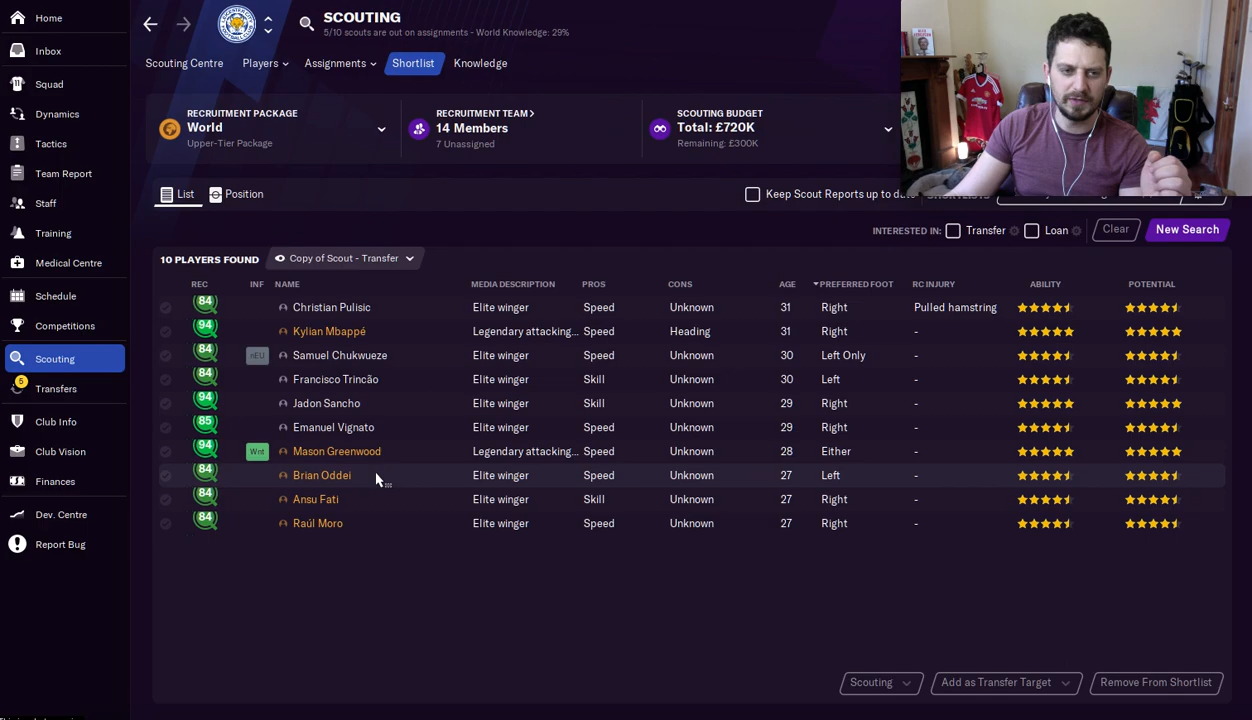 Home
Inbox
Squad
Dynamics
Tactics
Team Report
Staff
Training
Medical Centre
Schedule
Competitions
Scouting
5
Transfers
Club Info
Club Vision
Finances
Dev. Centre
Report Bug
SCOUTING
5/10 scouts are out on assignments - World Knowledge: 29%
Scouting Centre Players Assignments Shortlist Knowledge
RECRUITMENT PACKAGE
World
Upper-Tier Package
RECRUITMENT TEAM
14 Members
7 Unassigned
SCOUTING BUDGET
Total: £720K
Remaining: £300K
List Position
Keep Scout Reports up to date
INTERESTED IN: Transfer Loan Clear New Search
10 PLAYERS FOUND Copy of Scout - Transfer
REC INF NAME MEDIA DESCRIPTION PROS CONS AGE PREFERRED FOOT RC INJURY ABILITY POTENTIAL
84 Christian Pulisic Elite winger Speed Unknown 31 Right Pulled hamstring
94 Kylian Mbappé Legendary attacking... Speed Heading 31 Right -
84 nEU Samuel Chukwueze Elite winger Speed Unknown 30 Left Only -
84 Francisco Trincão Elite winger Skill Unknown 30 Left -
94 Jadon Sancho Elite winger Skill Unknown 29 Right -
85 Emanuel Vignato Elite winger Speed Unknown 29 Right -
94 Wnt Mason Greenwood Legendary attacking... Speed Unknown 28 Either -
84 Brian Oddei Elite winger Speed Unknown 27 Left -
84 Ansu Fati Elite winger Skill Unknown 27 Right -
84 Raúl Moro Elite winger Speed Unknown 27 Right -
Scouting Add as Transfer Target Remove From Shortlist